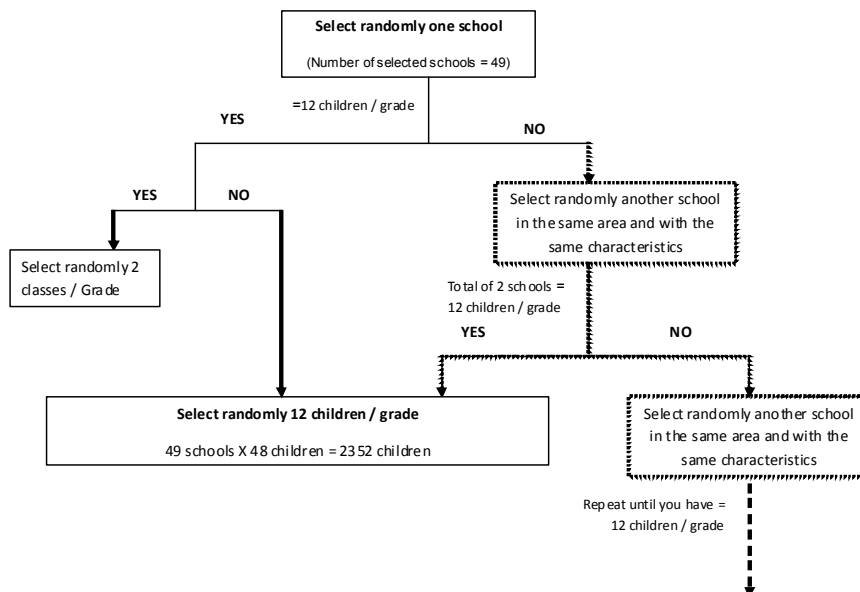 Select randomly one school
(Number of selected schools = 49)
=12 children / grade
YES
NO
YES
NO
Select randomly another school
in the same area and with the
same characteristics
Select randomly 2
classes / Grade
Total of 2 schools =
12 children / grade
YES
NO
Select randomly 12 children / grade
49 schools X 48 children = 2352 children
Select randomly another school
in the same area and with the
same characteristics
Repeat until you have =
12 children / grade